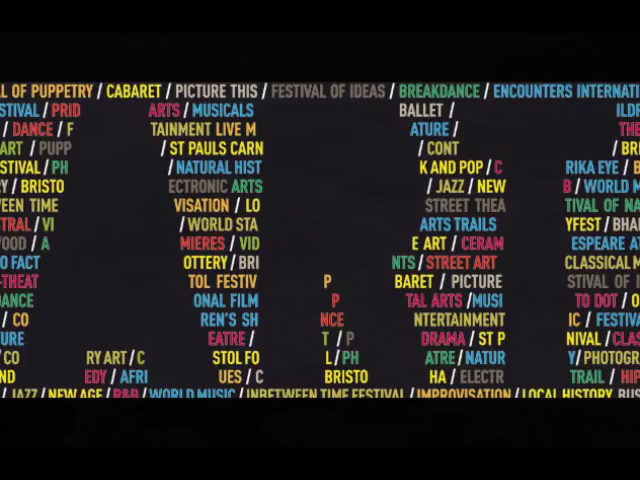 L OF PUPPETRY / CABARET / PICTURE THIS / FESTIVAL OF IDEAS / BREAKDANCE / ENCOUNTERS INTERNATI
STIVAL / PRID ARTS / MUSICALS BALLET / ILDR
/ DANCE / F TAINMENT LIVE M ATURE / THE
ART / PUPP / ST PAULS CARN / CONT / BRI
STIVAL / PH / NATURAL HIST K AND POP / C RIKA EYE / B
RY / BRISTO ECTRONIC ARTS / JAZZ / NEW B / WORLD M
EEN TIME VISATION / LO STREET THEA TIVAL OF NA
STRAL / VI / WORLD STA ARTS TRAILS YFEST / BHAN
OOD / A MIERES / VID E ART / CERAM ESPEARE AT
O FACT OTTERY / BRI NTS / STREET ART CLASSICAL M
-THEAT TOL FESTIV P BARET / PICTURE STIVAL OF I
DANCE ONAL FILM P TAL ARTS /MUSI TO DOT / O
/ CO REN'S SH NCE NTERTAINMENT IC / FESTIVA
TURE EATRE / T / P DRAMA / ST P NIVAL / CLAS
/ CO RY ART / C STOL FO L / PH ATRE / NATUR Y / PHOTOGR
ND EDY / AFRI UES / C BRISTO HA / ELECTR TRAIL / HIP
/ JAZZ / NEW AGE / R&B / WORLD MUSIC / INBETWEEN TIME FESTIVAL / IMPROVISATION / LOCAL HISTORY BUS